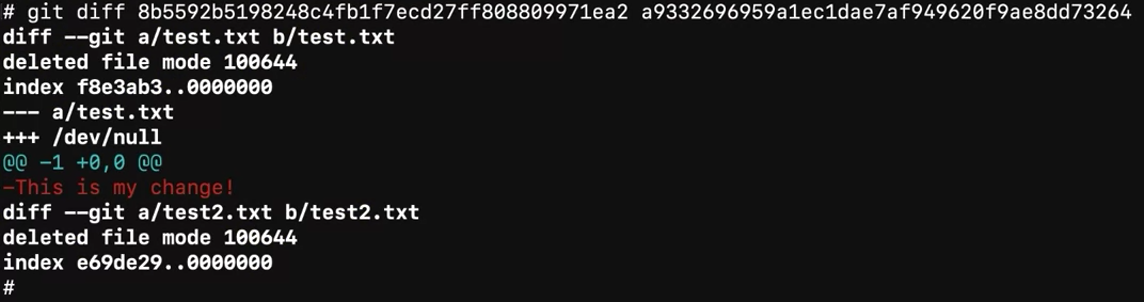 # git diff 8b5592b5198248c4fb1f7ecd27ff808809971ea2 a9332696959a1ec1dae7af949620f9ae8dd73264
diff --git a/test.txt b/test.txt
deleted file mode 100644
index f8e3ab3..0000000
--- a/test.txt
+++ /dev/null
@@ -1 +0,0 @@
-This is my change!
diff --git a/test2.txt b/test2.txt
deleted file mode 100644
index e69de29..0000000
#